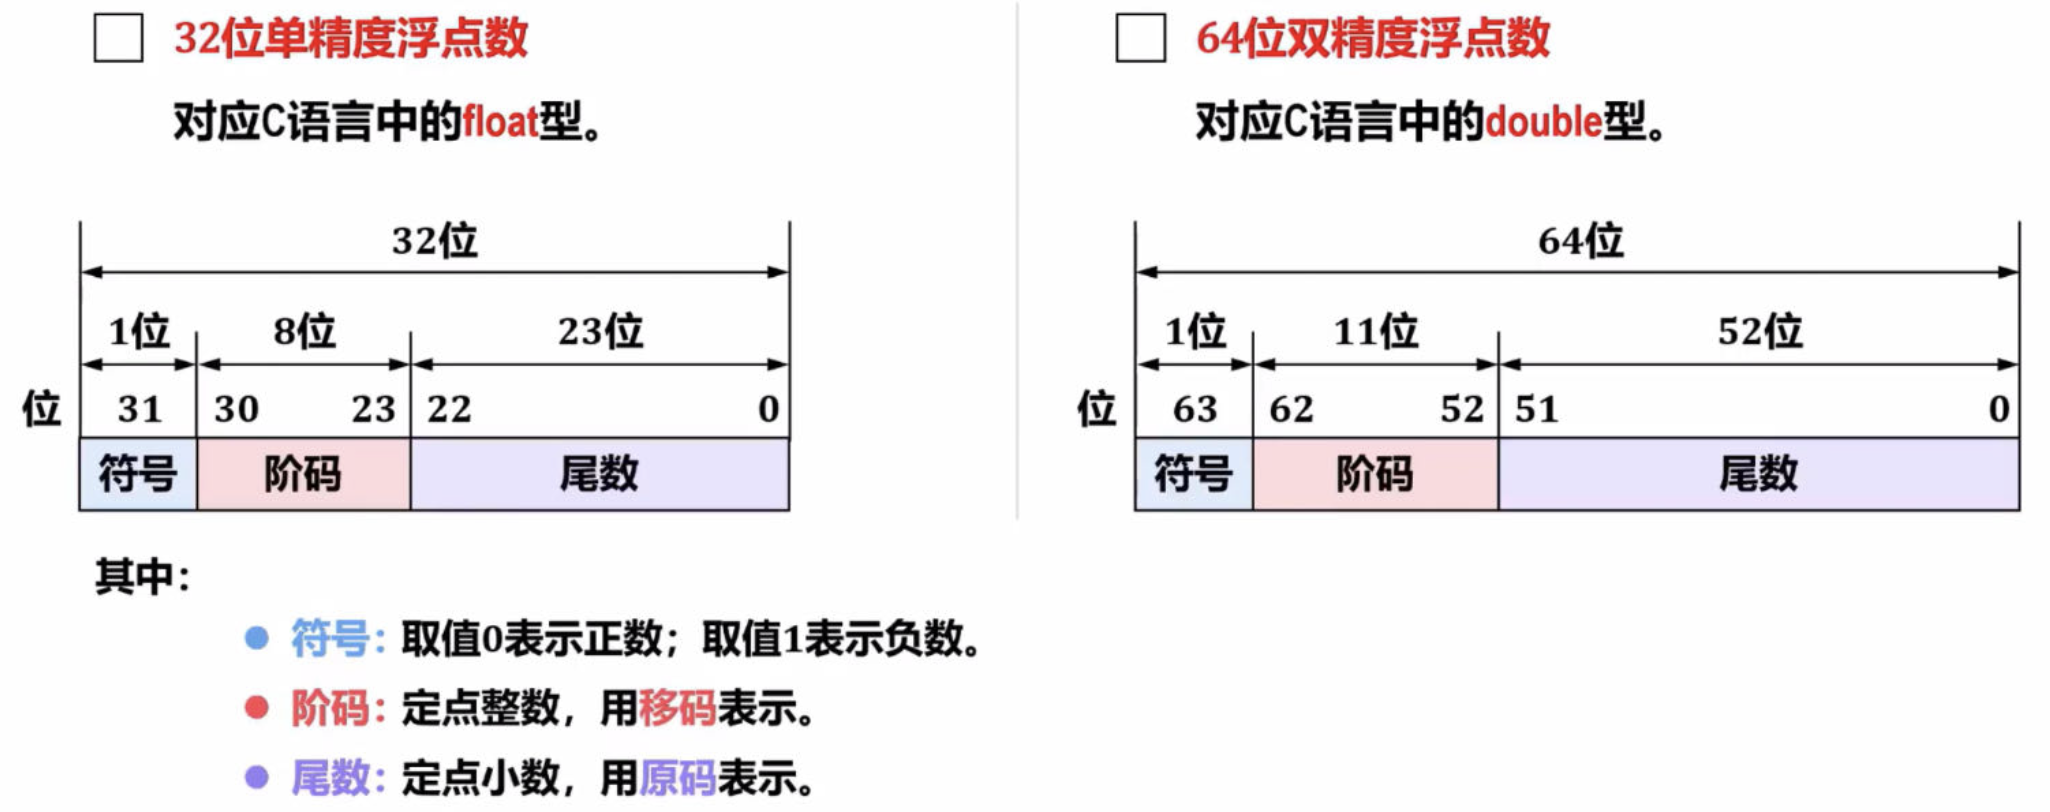 32位单精度浮点数
对应C语言中的float型。
32位
1位 8位 23位
位 31 30 23 22 0
符号 阶码 尾数
64位双精度浮点数
对应C语言中的double型。
64位
1位 11位 52位
位 63 62 52 51 0
符号 阶码 尾数
其中：
符号：取值0表示正数；取值1表示负数。
阶码：定点整数，用移码表示。
尾数：定点小数，用原码表示。